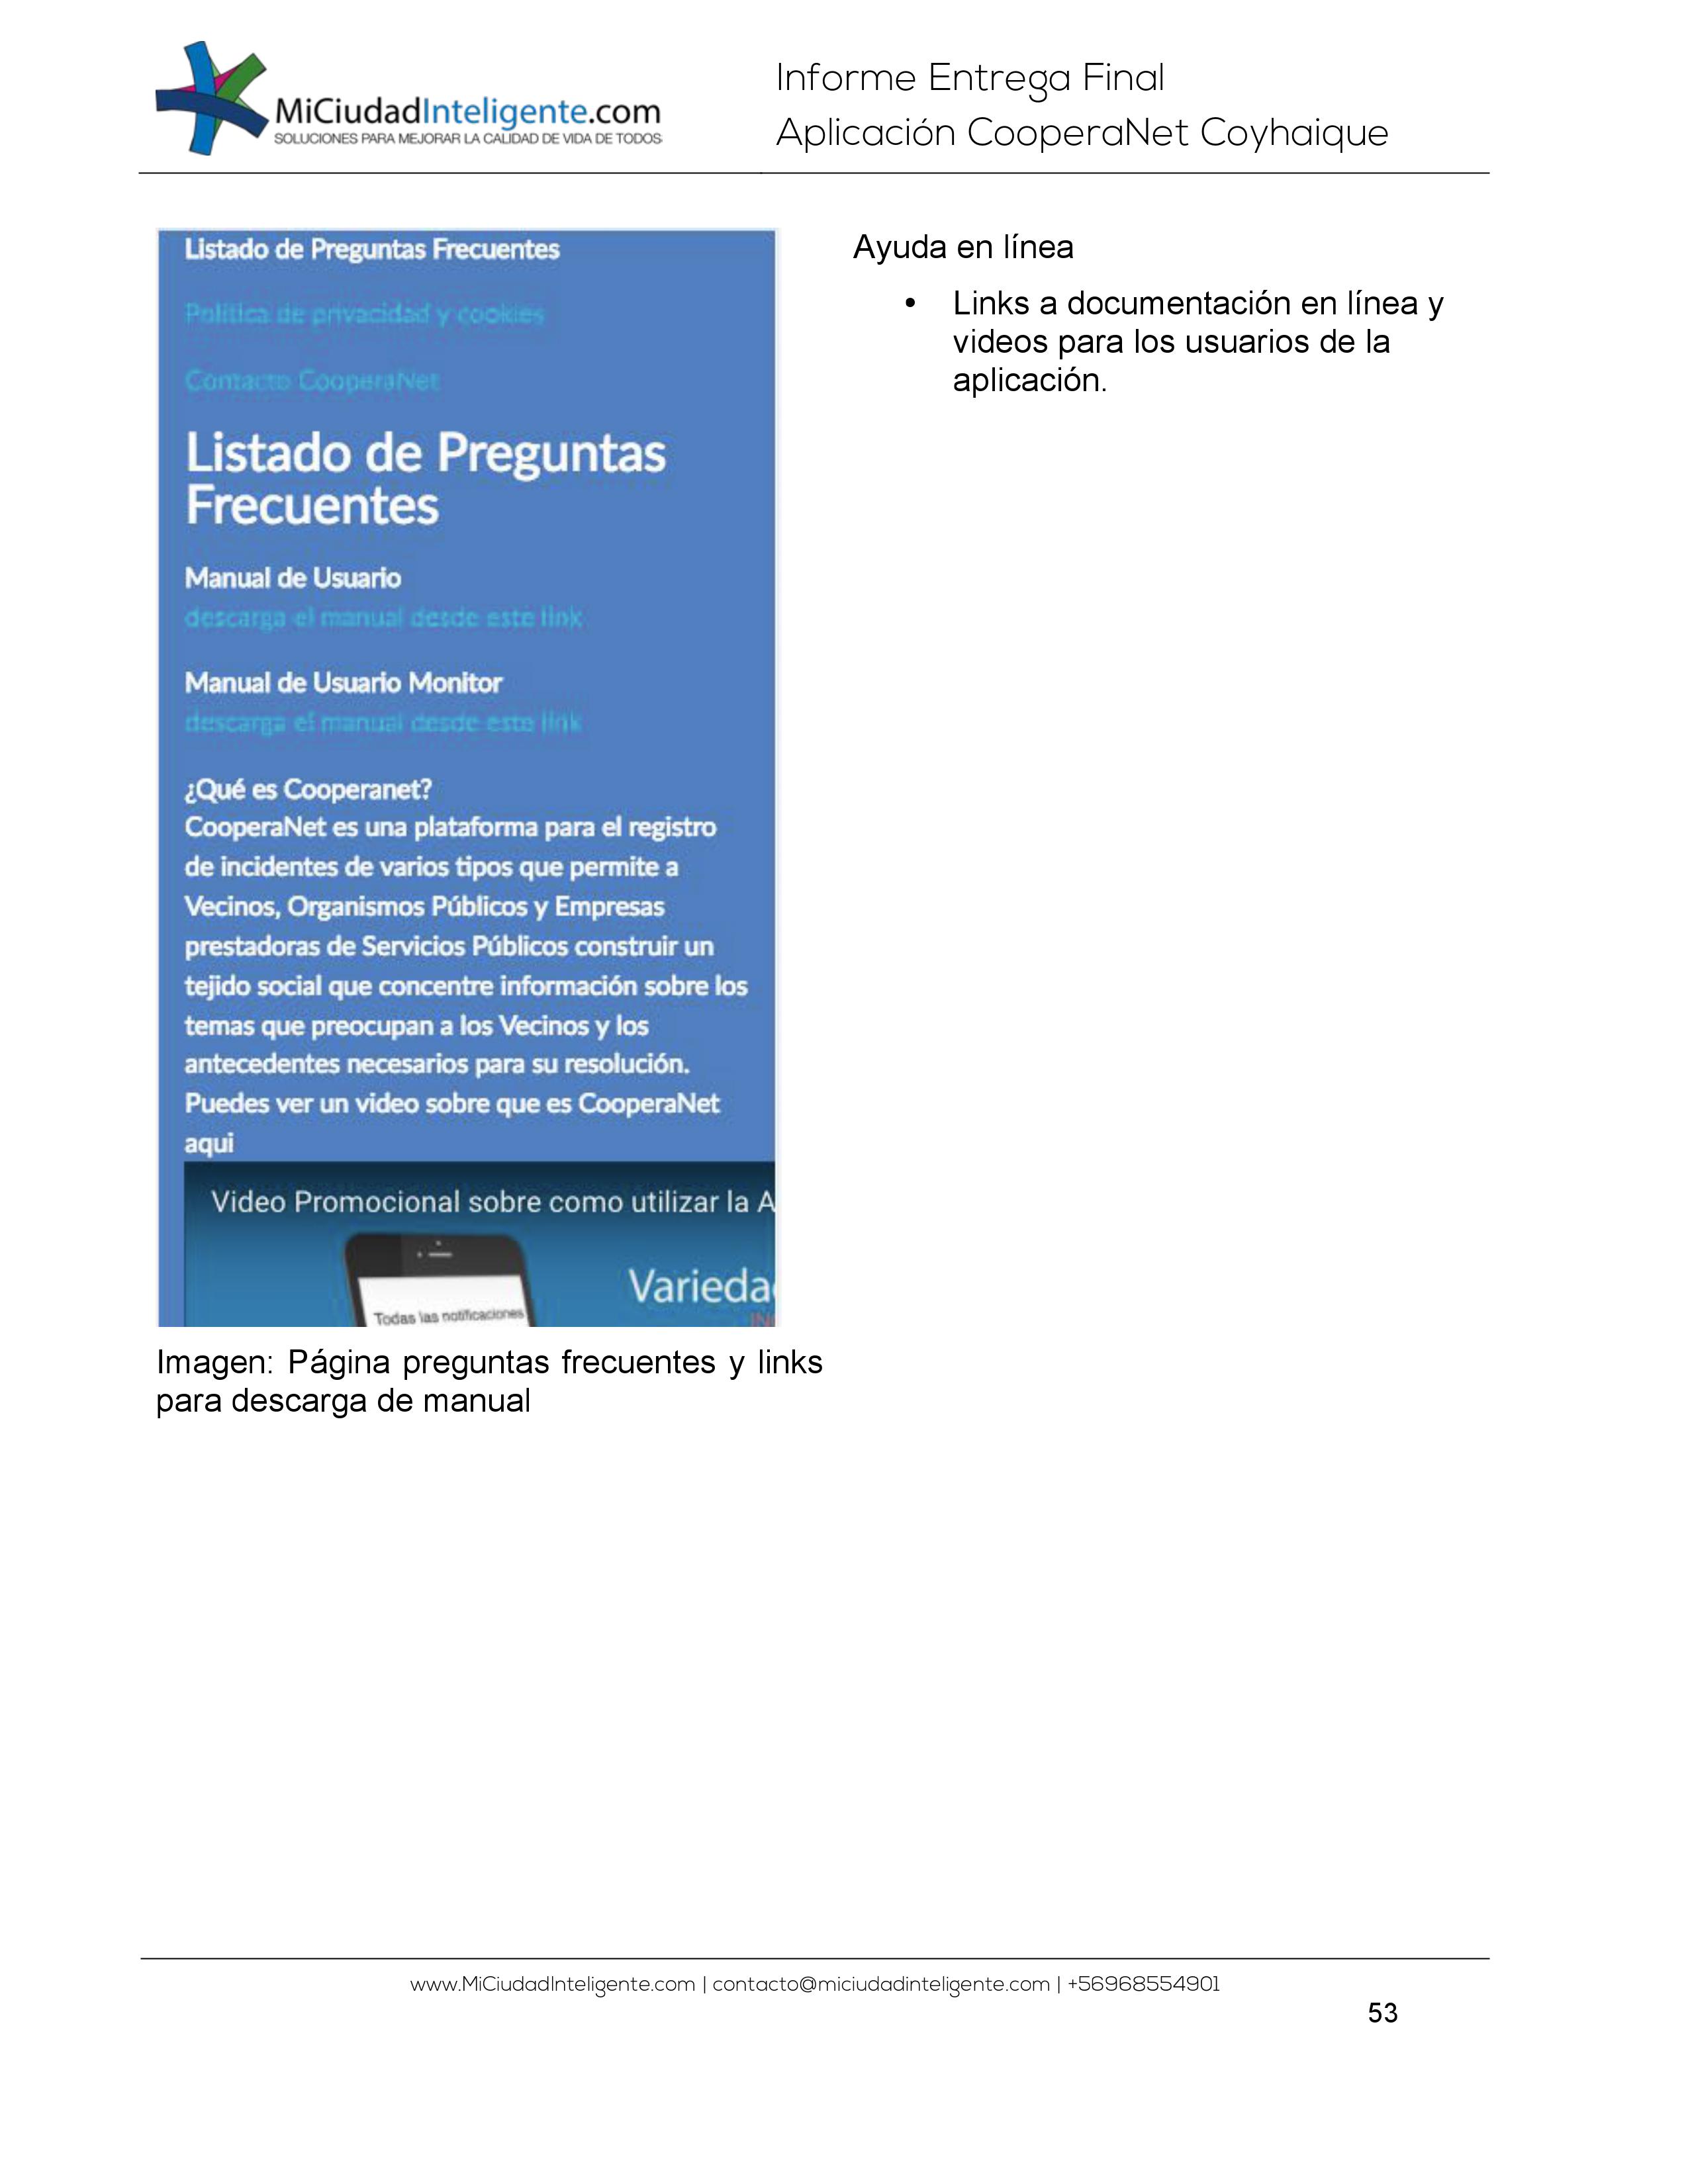 MiCiudadInteligente.com
SOLUCIONES PARA MEJORAR LA CALIDAD DE VIDA DE TODOS
Informe Entrega Final
Aplicación CooperaNet Coyhaique
Listado de Preguntas Frecuentes
Política de privacidad y cookies
Contacto CooperaNet
Listado de Preguntas
Frecuentes
Manual de Usuario
descarga el manual desde este link
Manual de Usuario Monitor
descarga el manual desde este link
¿Qué es Cooperanet?
CooperaNet es una plataforma para el registro
de incidentes de varios tipos que permite a
Vecinos, Organismos Públicos y Empresas
prestadoras de Servicios Públicos construir un
tejido social que concentre información sobre los
temas que preocupan a los Vecinos y los
antecedentes necesarios para su resolución.
Puedes ver un video sobre que es CooperaNet
aqui
Video Promocional sobre como utilizar la A
Varieda
IN
Todas las notificaciones
Imagen: Página preguntas frecuentes y links
para descarga de manual
Ayuda en línea
• Links a documentación en línea y
videos para los usuarios de la
aplicación.
www.MiCiudadInteligente.com | contacto@miciudadinteligente.com | +56968554901
53